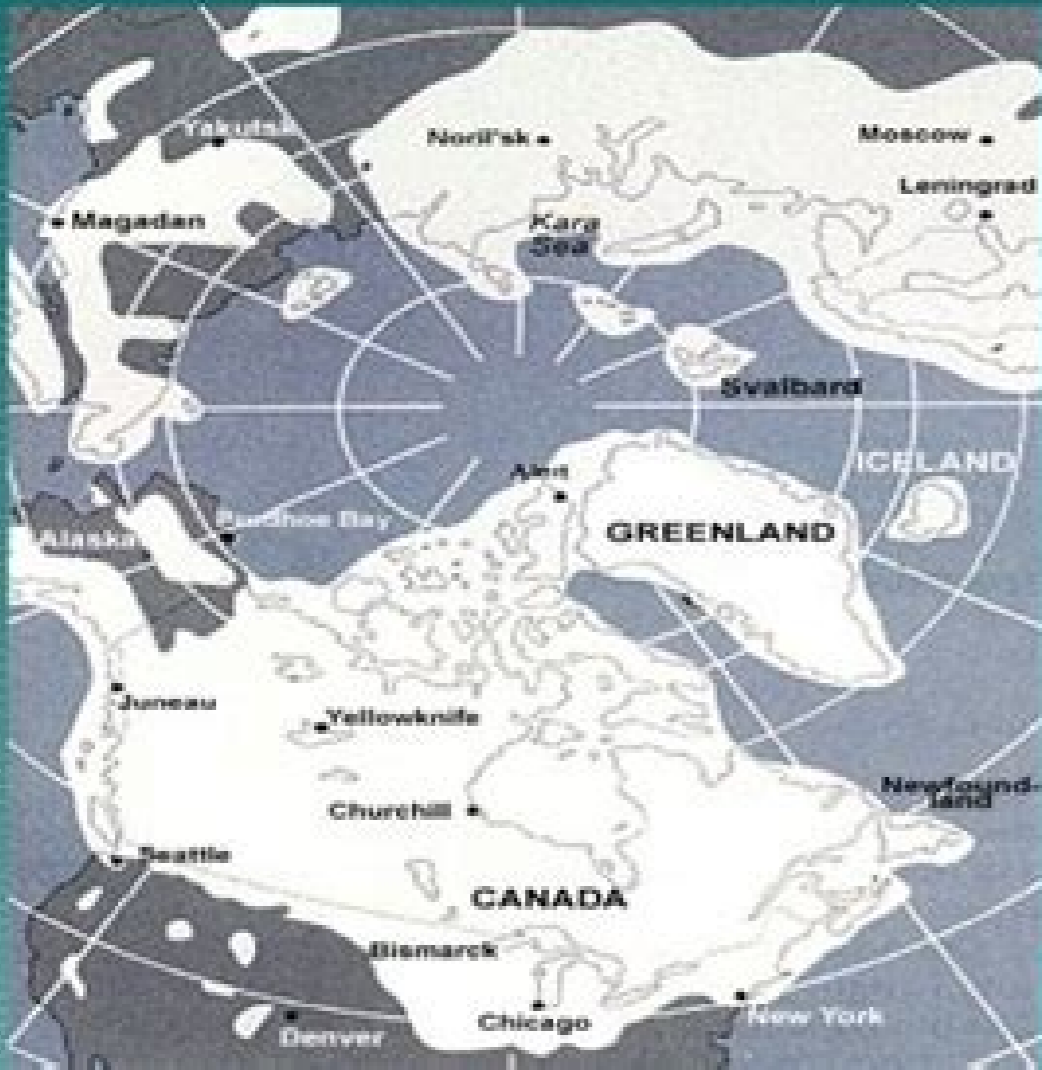 Yakutsk
Noril'sk
Moscow
Leningrad
Magadan
Kara
Sea
Svalbard
ICELAND
Alert
GREENLAND
Prudhoe Bay
Alaska
Juneau
Yellowknife
Newfound-
land
Churchill
Seattle
CANADA
Bismarck
Chicago
New York
Denver